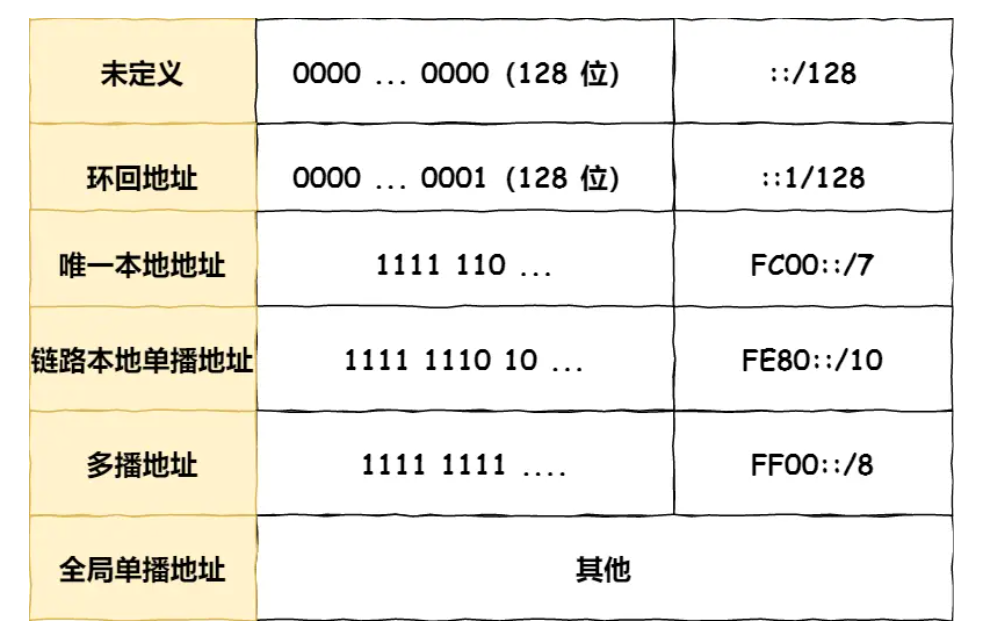 未定义 0000 ... 0000 (128 位) ::/128
环回地址 0000 ... 0001 (128 位) ::1/128
唯一本地地址 1111 110 ... FC00::/7
链路本地单播地址 1111 1110 10 ... FE80::/10
多播地址 1111 1111 .... FF00::/8
全局单播地址 其他